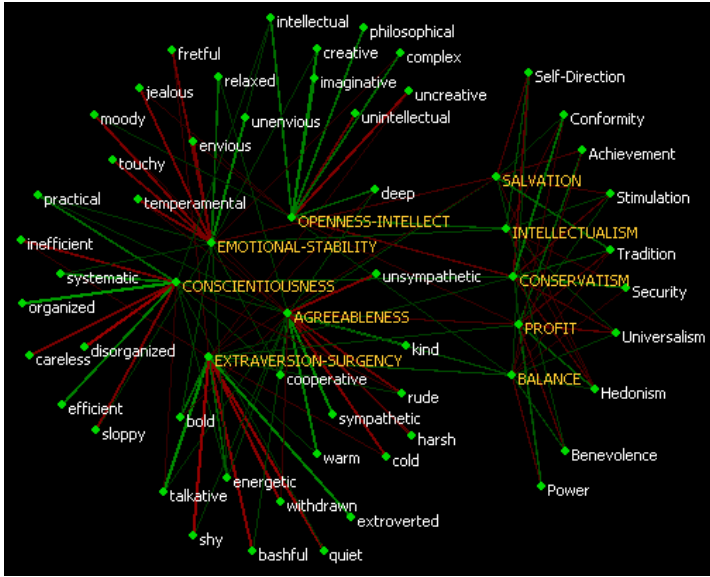 intellectual
philosophical
fretful
creative
complex
relaxed
imaginative
Self-Direction
jealous
uncreative
moody
unenvious
unintellectual
Conformity
envious
Achievement
touchy
SALVATION
practical
temperamental
deep
Stimulation
OPENNESS-INTELLECT
INTELLECTUALISM
inefficient
EMOTIONAL-STABILITY
Tradition
systematic
CONSCIENTIOUSNESS
unsympathetic
CONSERVATISM
Security
organized
AGREEABLENESS
PROFIT
Universalism
careless
disorganized
EXTRAVERSION-SURGENCY
kind
cooperative
BALANCE
Hedonism
efficient
rude
bold
sympathetic
sloppy
harsh
warm
cold
Benevolence
talkative
energetic
Power
withdrawn
extroverted
shy
bashful
quiet